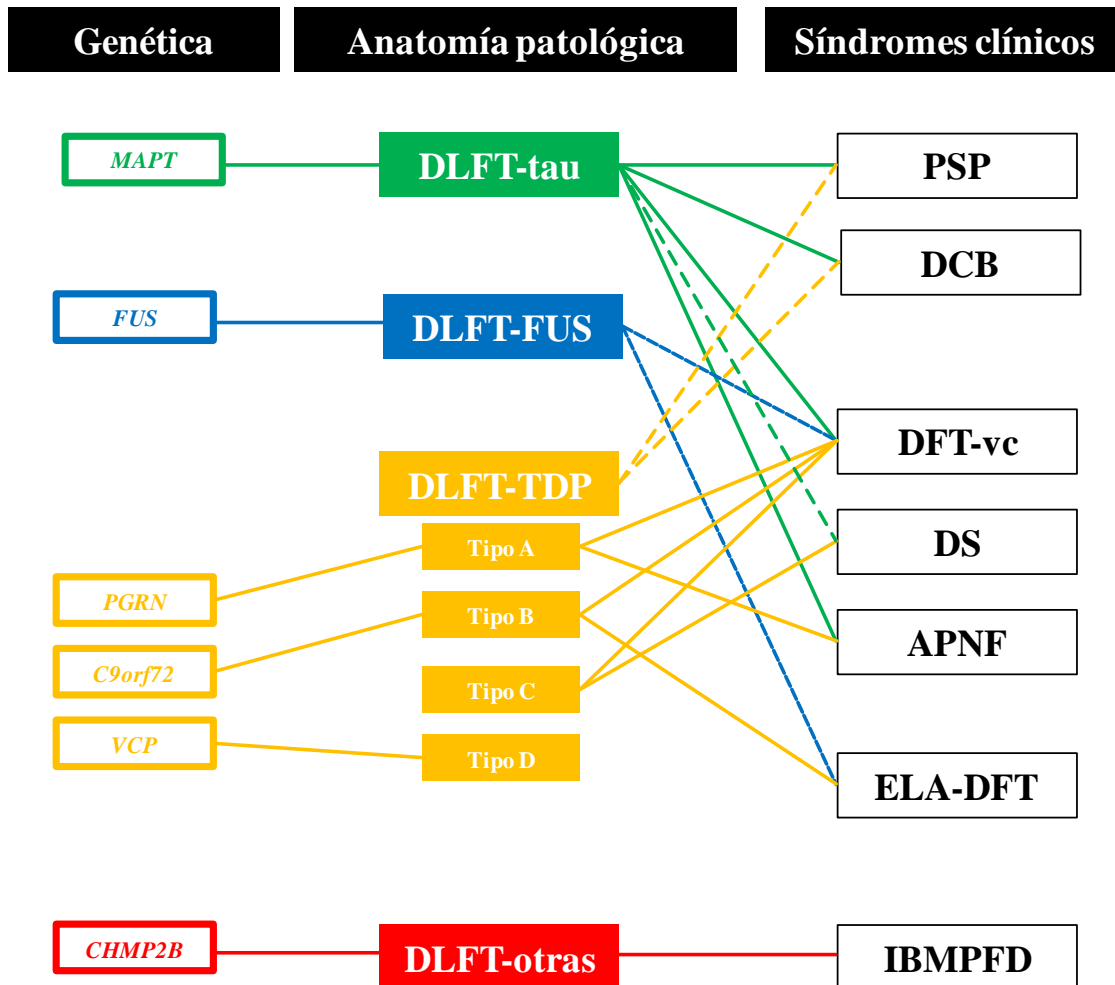 Genética
Anatomía patológica
Síndromes clínicos
MAPT
DLFT-tau
PSP
DCB
FUS
DLFT-FUS
DFT-vc
DLFT-TDP
Tipo A
DS
PGRN
Tipo B
APNF
C9orf72
Tipo C
VCP
Tipo D
ELA-DFT
CHMP2B
DLFT-otras
IBMPFD